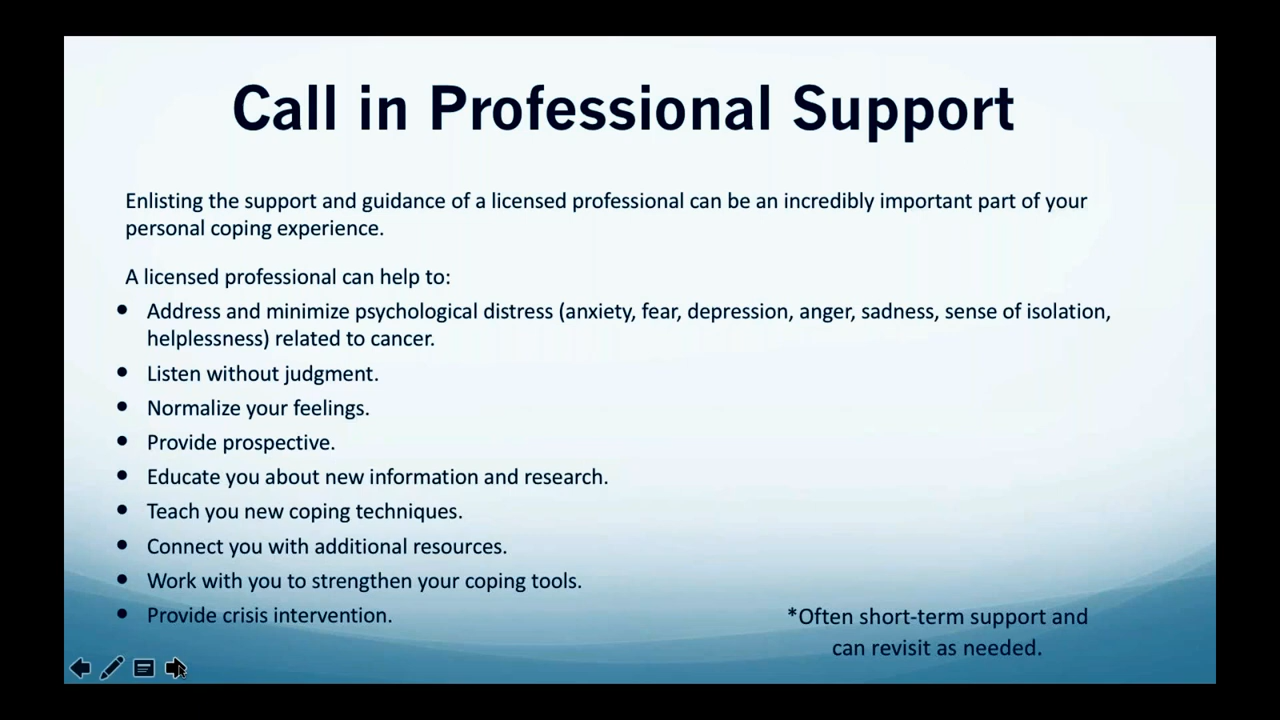 Call in Professional Support
Enlisting the support and guidance of a licensed professional can be an incredibly important part of your
personal coping experience.
A licensed professional can help to:
• Address and minimize psychological distress (anxiety, fear, depression, anger, sadness, sense of isolation,
helplessness) related to cancer.
• Listen without judgment.
• Normalize your feelings.
• Provide prospective.
• Educate you about new information and research.
• Teach you new coping techniques.
• Connect you with additional resources.
• Work with you to strengthen your coping tools.
• Provide crisis intervention.
*Often short-term support and
can revisit as needed.